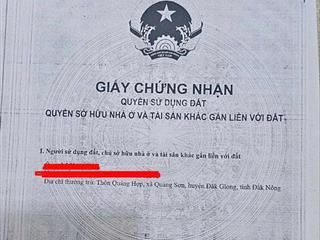 GIẤY CHỨNG NHẬN
QUYỀN SỬ DỤNG ĐẤT
QUYỀN SỞ HỮU NHÀ Ở VÀ TÀI SẢN KHÁC GẮN LIỀN VỚI ĐẤT
I. Người sử dụng đất, chủ sở hữu nhà ở và tài sản khác gắn liền với đất
Địa chỉ thường trú: Thôn Quảng Hợp, xã Quảng Sơn, huyện Đăk Glong, tỉnh Đăk Nông